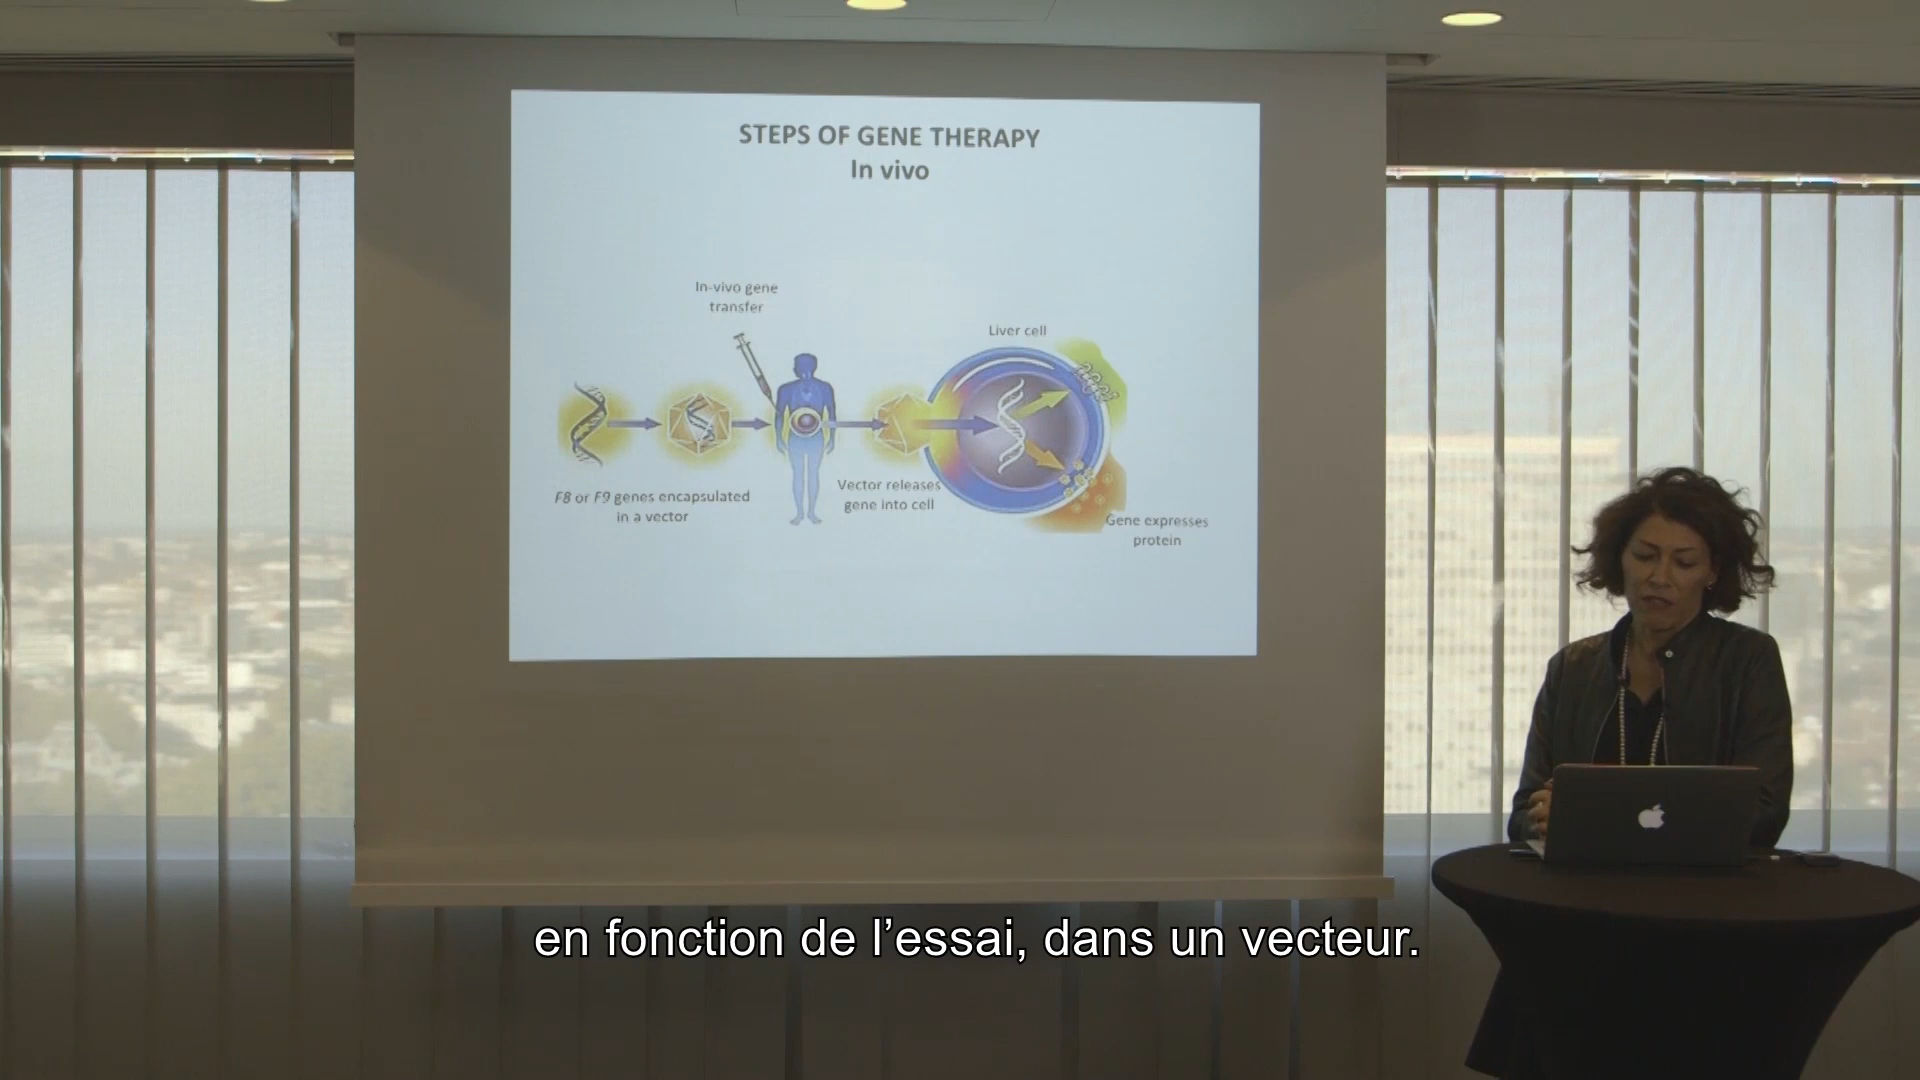 STEPS OF GENE THERAPY
In vivo
In-vivo gene
transfer
Liver cell
F8 or F9 genes encapsulated
in a vector
Vector releases
gene into cell
Gene expresses
protein
en fonction de l’essai, dans un vecteur.